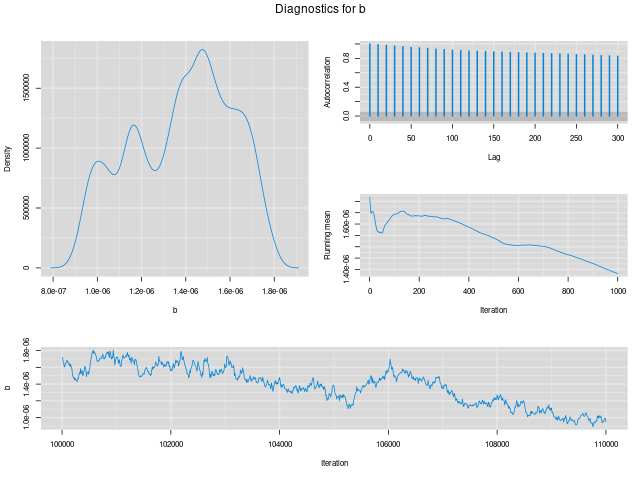 Diagnostics for b
Density
0
500000
1000000
1500000
8.0e-07
1.0e-06
1.2e-06
1.4e-06
1.6e-06
1.8e-06
b
Autocorrelation
0.0
0.4
0.8
0
50
100
150
200
250
300
Lag
Running mean
1.40e-06
1.60e-06
0
200
400
600
800
1000
Iteration
b
1.0e-06
1.4e-06
1.8e-06
100000
102000
104000
106000
108000
110000
Iteration